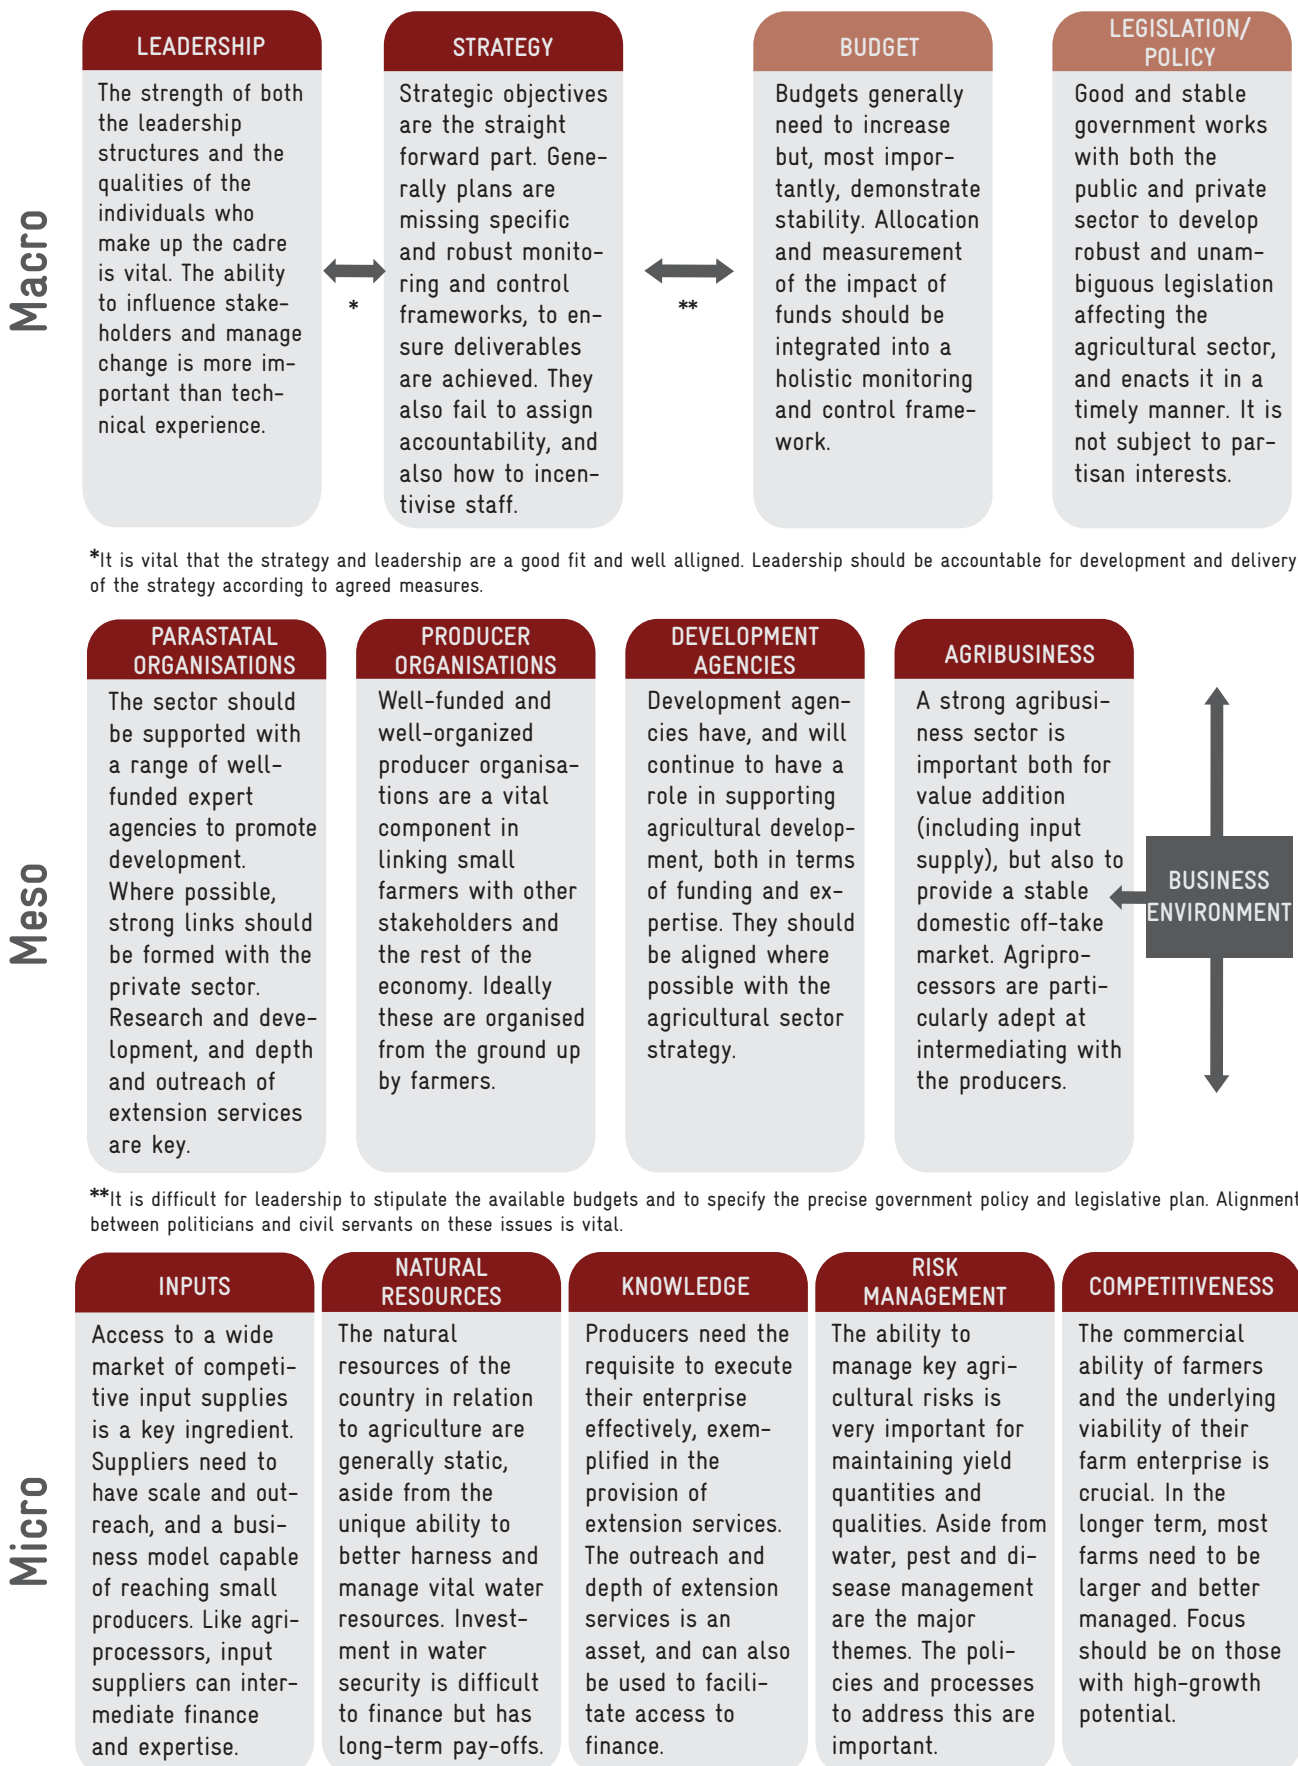 Macro
LEADERSHIP
The strength of both
the leadership
structures and the
qualities of the
individuals who
make up the cadre
is vital. The ability
to influence stake-
holders and manage
change is more im-
portant than tech-
nical experience.
*
STRATEGY
Strategic objectives
are the straight
forward part. Gene-
rally plans are
missing specific
and robust monito-
ring and control
frameworks, to en-
sure deliverables
are achieved. They
also fail to assign
accountability, and
also how to incen-
tivise staff.
**
BUDGET
Budgets generally
need to increase
but, most impor-
tantly, demonstrate
stability. Allocation
and measurement
of the impact of
funds should be
integrated into a
holistic monitoring
and control frame-
work.
LEGISLATION/
POLICY
Good and stable
government works
with both the
public and private
sector to develop
robust and unam-
biguous legislation
affecting the
agricultural sector,
and enacts it in a
timely manner. It is
not subject to par-
tisan interests.
*It is vital that the strategy and leadership are a good fit and well alligned. Leadership should be accountable for development and delivery
of the strategy according to agreed measures.
Meso
PARASTATAL
ORGANISATIONS
The sector should
be supported with
a range of well-
funded expert
agencies to promote
development.
Where possible,
strong links should
be formed with the
private sector.
Research and deve-
lopment, and depth
and outreach of
extension services
are key.
PRODUCER
ORGANISATIONS
Well-funded and
well-organized
producer organisa-
tions are a vital
component in
linking small
farmers with other
stakeholders and
the rest of the
economy. Ideally
these are organised
from the ground up
by farmers.
DEVELOPMENT
AGENCIES
Development agen-
cies have, and will
continue to have a
role in supporting
agricultural develop-
ment, both in terms
of funding and ex-
pertise. They should
be aligned where
possible with the
agricultural sector
strategy.
AGRIBUSINESS
A strong agribusi-
ness sector is
important both for
value addition
(including input
supply), but also to
provide a stable
domestic off-take
market. Agripro-
cessors are parti-
cularly adept at
intermediating with
the producers.
BUSINESS
ENVIRONMENT
**It is difficult for leadership to stipulate the available budgets and to specify the precise government policy and legislative plan. Alignment
between politicians and civil servants on these issues is vital.
Micro
INPUTS
Access to a wide
market of competi-
tive input supplies
is a key ingredient.
Suppliers need to
have scale and out-
reach, and a busi-
ness model capable
of reaching small
producers. Like agri-
processors, input
suppliers can inter-
mediate finance
and expertise.
NATURAL
RESOURCES
The natural
resources of the
country in relation
to agriculture are
generally static,
aside from the
unique ability to
better harness and
manage vital water
resources. Invest-
ment in water
security is difficult
to finance but has
long-term pay-offs.
KNOWLEDGE
Producers need the
requisite to execute
their enterprise
effectively, exem-
plified in the
provision of
extension services.
The outreach and
depth of extension
services is an
asset, and can also
be used to facili-
tate access to
finance.
RISK
MANAGEMENT
The ability to
manage key agri-
cultural risks is
very important for
maintaining yield
quantities and
qualities. Aside from
water, pest and di-
sease management
are the major
themes. The poli-
cies and processes
to address this are
important.
COMPETITIVENESS
The commercial
ability of farmers
and the underlying
viability of their
farm enterprise is
crucial. In the
longer term, most
farms need to be
larger and better
managed. Focus
should be on those
with high-growth
potential.